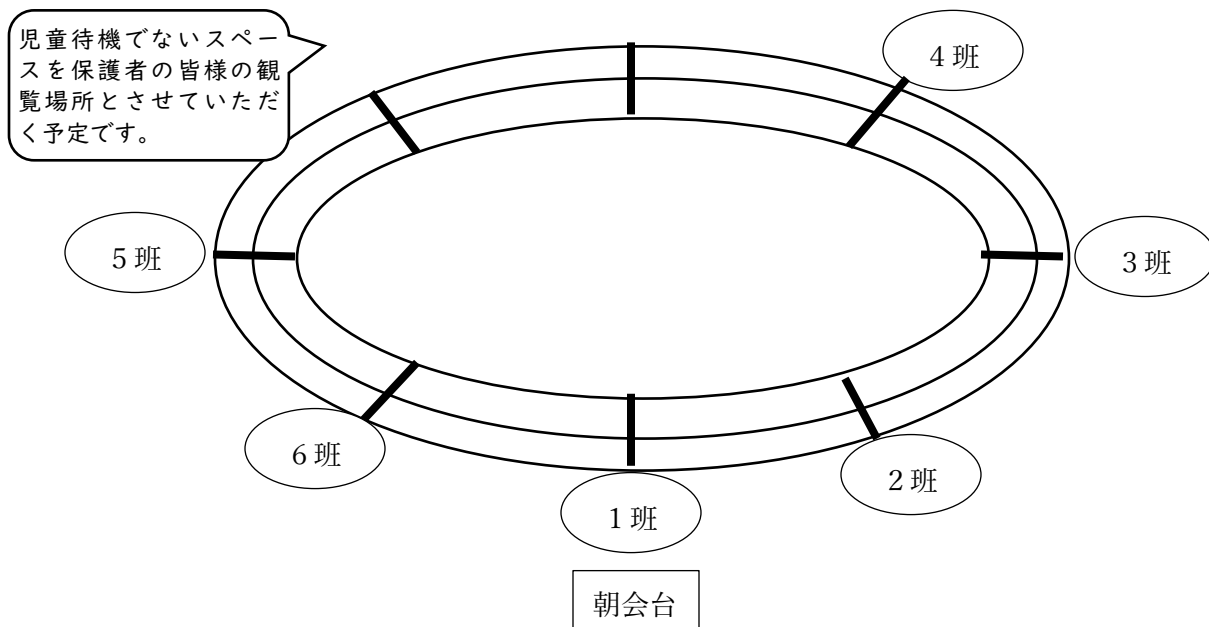 児童待機でないスペー
スを保護者の皆様の観
覧場所とさせていただ
く予定です。
４班
５班
３班
６班
２班
１班
朝会台